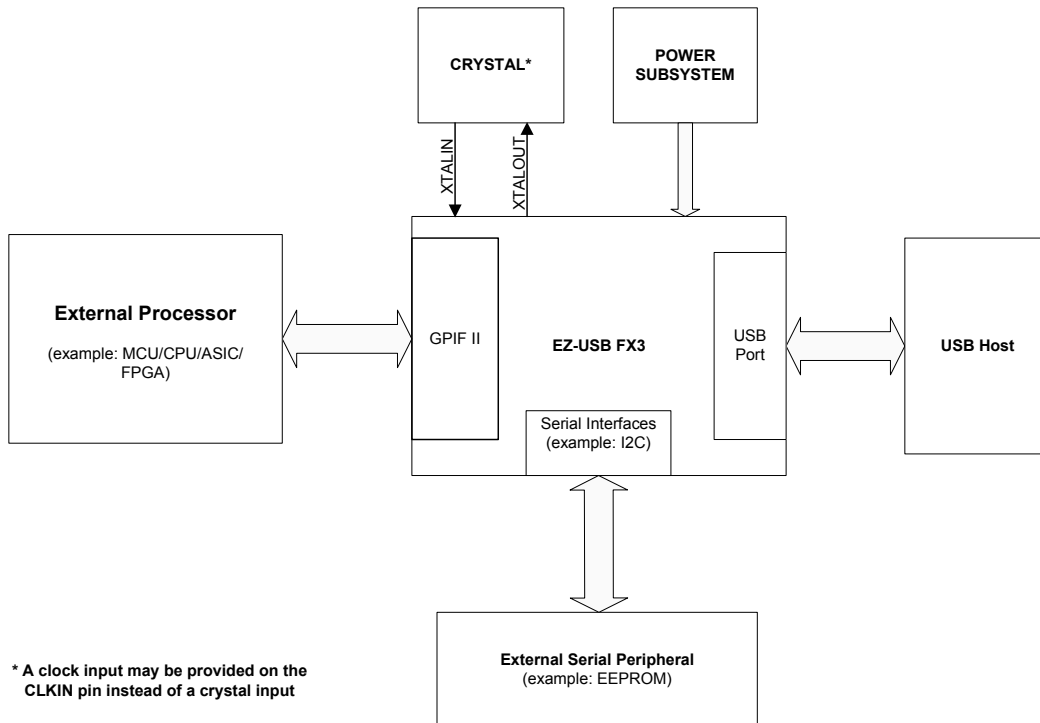 CRYSTAL*
POWER
SUBSYSTEM
XTALIN
XTALOUT
External Processor
(example: MCU/CPU/ASIC/
FPGA)
GPIF II
EZ-USB FX3
USB
Port
USB Host
Serial Interfaces
(example: I2C)
External Serial Peripheral
(example: EEPROM)
* A clock input may be provided on the
CLKIN pin instead of a crystal input